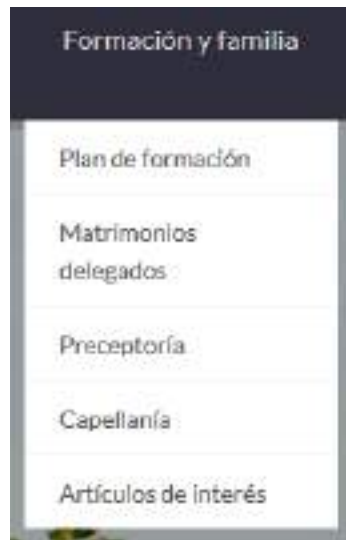 Formación y familia
Plan de formación
Matrimonios
delegados
Preceptoría
Capellanía
Artículos de interés